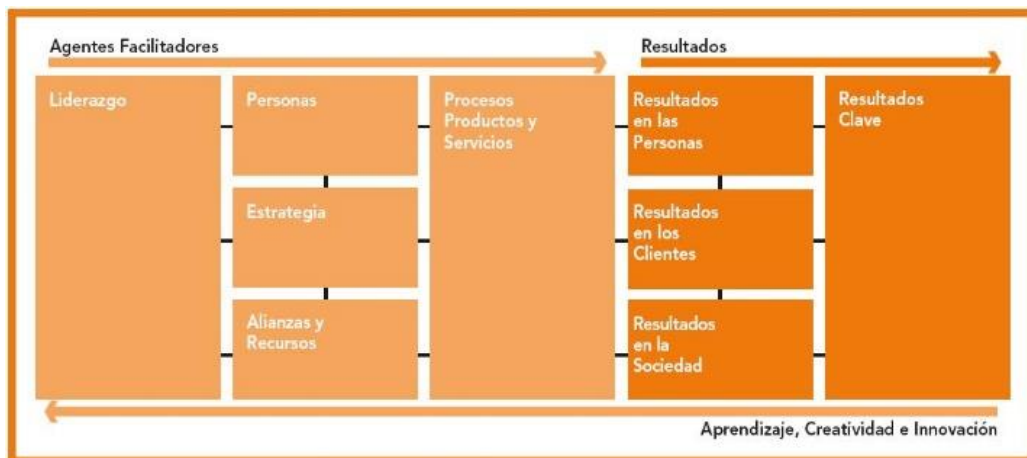 Agentes Facilitadores
Resultados
Liderazgo
Personas
Procesos
Productos y
Servicios
Resultados
en las
Personas
Resultados
Clave
Estrategia
Resultados
en los
Clientes
Alianzas y
Recursos
Resultados
en la
Sociedad
Aprendizaje, Creatividad e Innovación